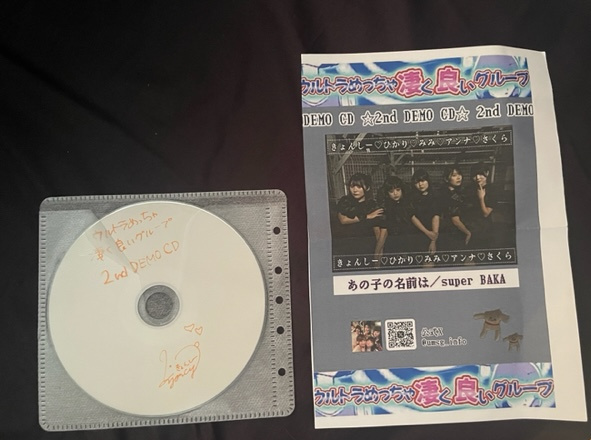 ウルトラめっちゃ
凄く良いグループ
2nd DEMO CD
ウルトラめっちゃ凄く良いグループ
DEMO CD ☆2nd DEMO CD☆ 2nd DEMO
きょんしー♡ひかり♡みみ♡アンナ♡さくら
きょんしー♡ひかり♡みみ♡アンナ♡さくら
あの子の名前は/super BAKA
公式X
@umsg_info
ウルトラめっちゃ凄く良いグループ